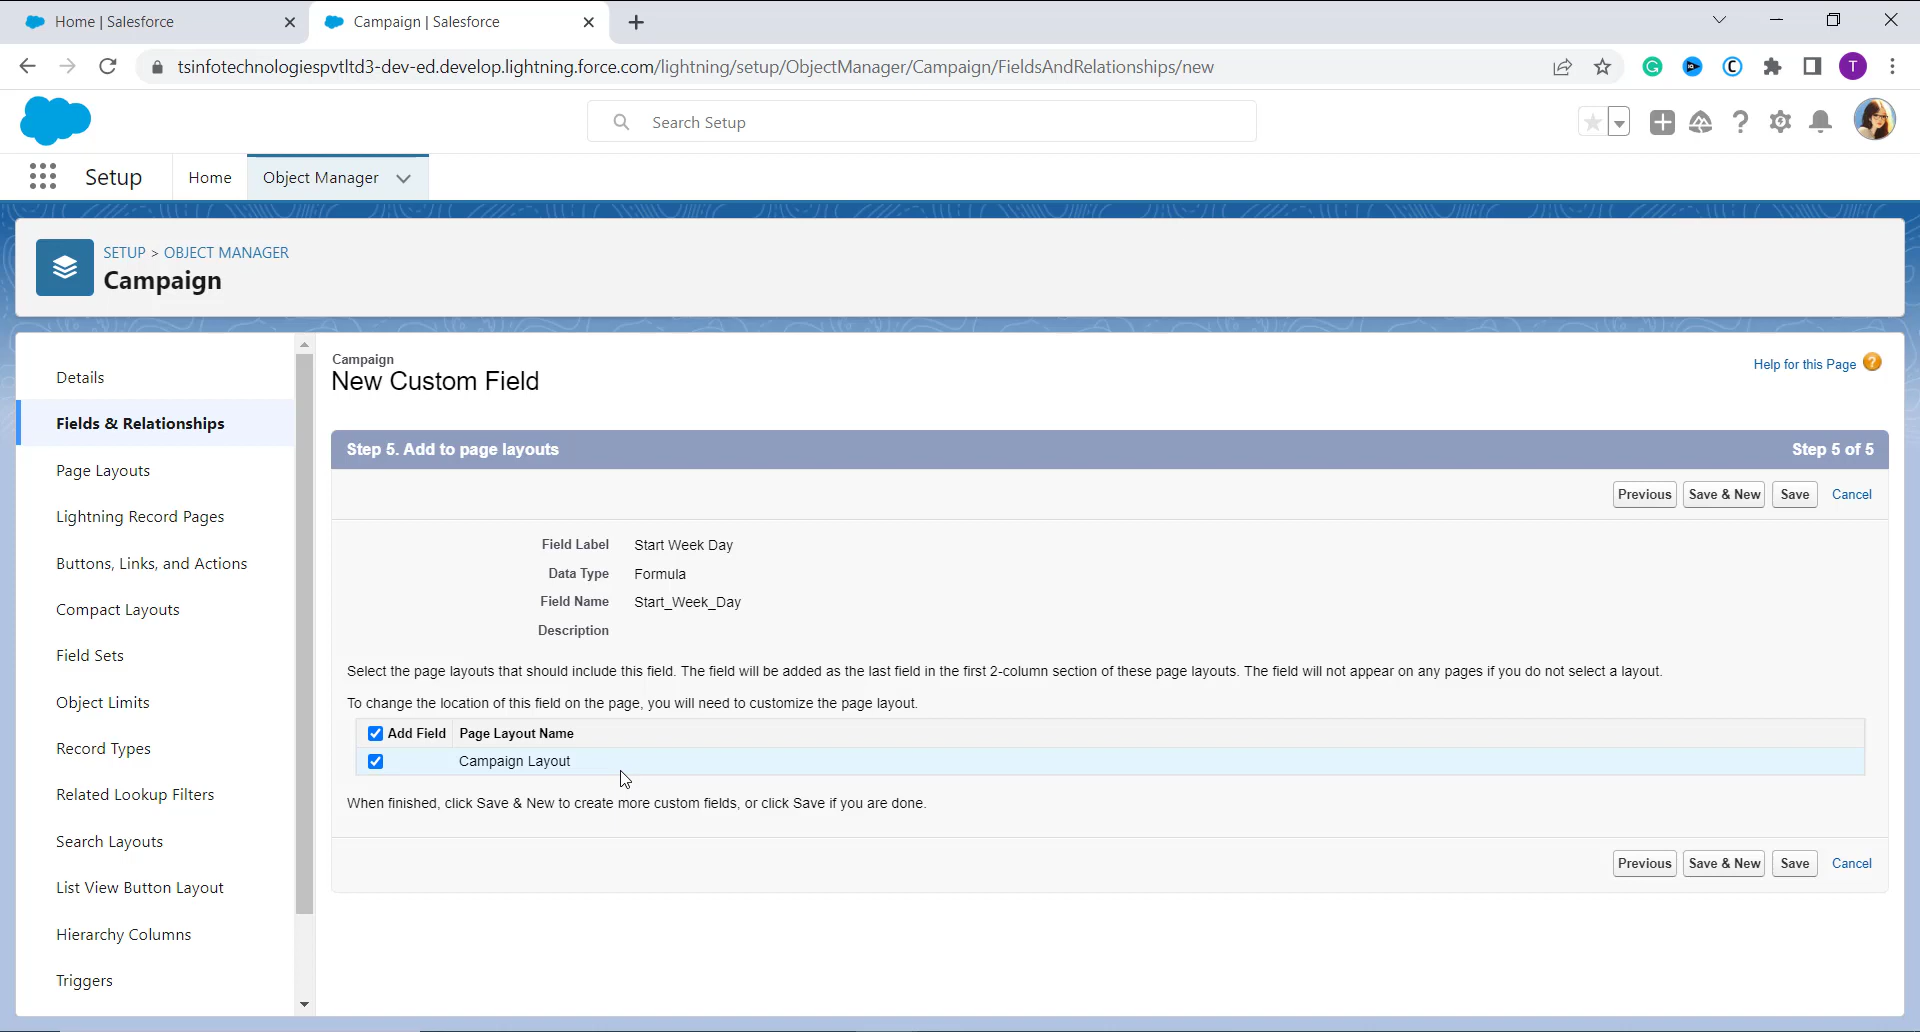 Home | Salesforce
Campaign | Salesforce
tsinfotechnologiespvtltd3-dev-ed.develop.lightning.force.com/lightning/setup/ObjectManager/Campaign/FieldsAndRelationships/new
T
Search Setup
Setup
Home
Object Manager
SETUP > OBJECT MANAGER
Campaign
Details
Fields & Relationships
Page Layouts
Lightning Record Pages
Buttons, Links, and Actions
Compact Layouts
Field Sets
Object Limits
Record Types
Related Lookup Filters
Search Layouts
List View Button Layout
Hierarchy Columns
Triggers
Campaign
New Custom Field
Help for this Page
Step 5. Add to page layouts
Step 5 of 5
Previous
Save & New
Save
Cancel
Field Label Start Week Day
Data Type Formula
Field Name Start_Week_Day
Description
Select the page layouts that should include this field. The field will be added as the last field in the first 2-column section of these page layouts. The field will not appear on any pages if you do not select a layout.
To change the location of this field on the page, you will need to customize the page layout.
Add Field Page Layout Name
Campaign Layout
When finished, click Save & New to create more custom fields, or click Save if you are done.
Previous
Save & New
Save
Cancel